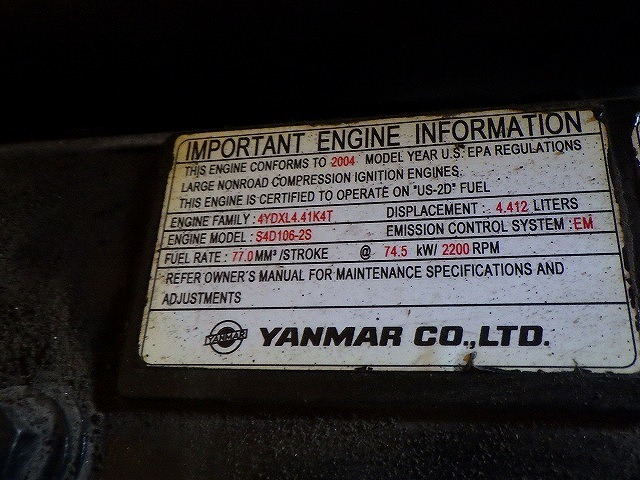 IMPORTANT ENGINE INFORMATION
THIS ENGINE CONFORMS TO 2004 MODEL YEAR U.S. EPA REGULATIONS
LARGE NONROAD COMPRESSION IGNITION ENGINES.
THIS ENGINE IS CERTIFIED TO OPERATE ON "US-2D" FUEL
ENGINE FAMILY : 4YDXL4.41K4T DISPLACEMENT : 4.412 LITERS
ENGINE MODEL : S4D106-2S EMISSION CONTROL SYSTEM : EM
FUEL RATE : 77.0 MM³/STROKE @ 74.5 kW/ 2200 RPM
REFER OWNER'S MANUAL FOR MAINTENANCE SPECIFICATIONS AND
ADJUSTMENTS
YANMAR YANMAR CO.,LTD.